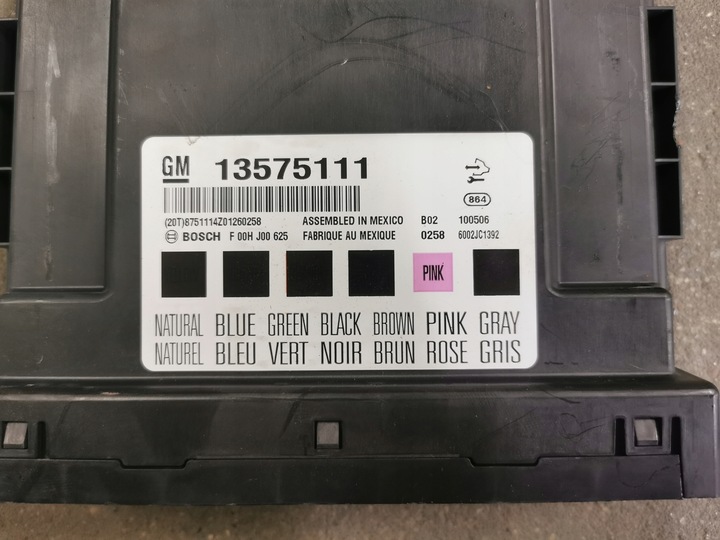 GM 13575111
864
(20T)8751114Z01260258 ASSEMBLED IN MEXICO B02 100506
BOSCH F 00H J00 625 FABRIQUE AU MEXIQUE 0258 6002JC1392
PINK
NATURAL BLUE GREEN BLACK BROWN PINK GRAY
NATUREL BLEU VERT NOIR BRUN ROSE GRIS